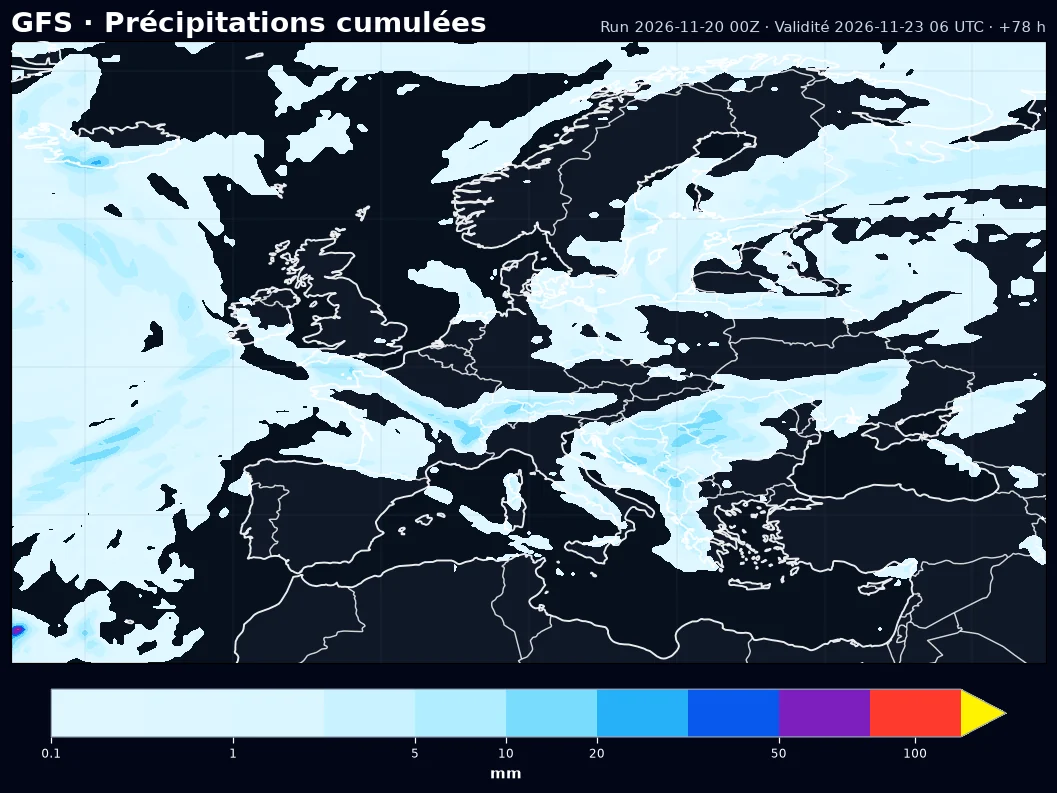 GFS · Précipitations cumulées
Run 2026-11-20 00Z · Validité 2026-11-23 06 UTC · +78 h
0.1 1 5 10 20 50 100
mm